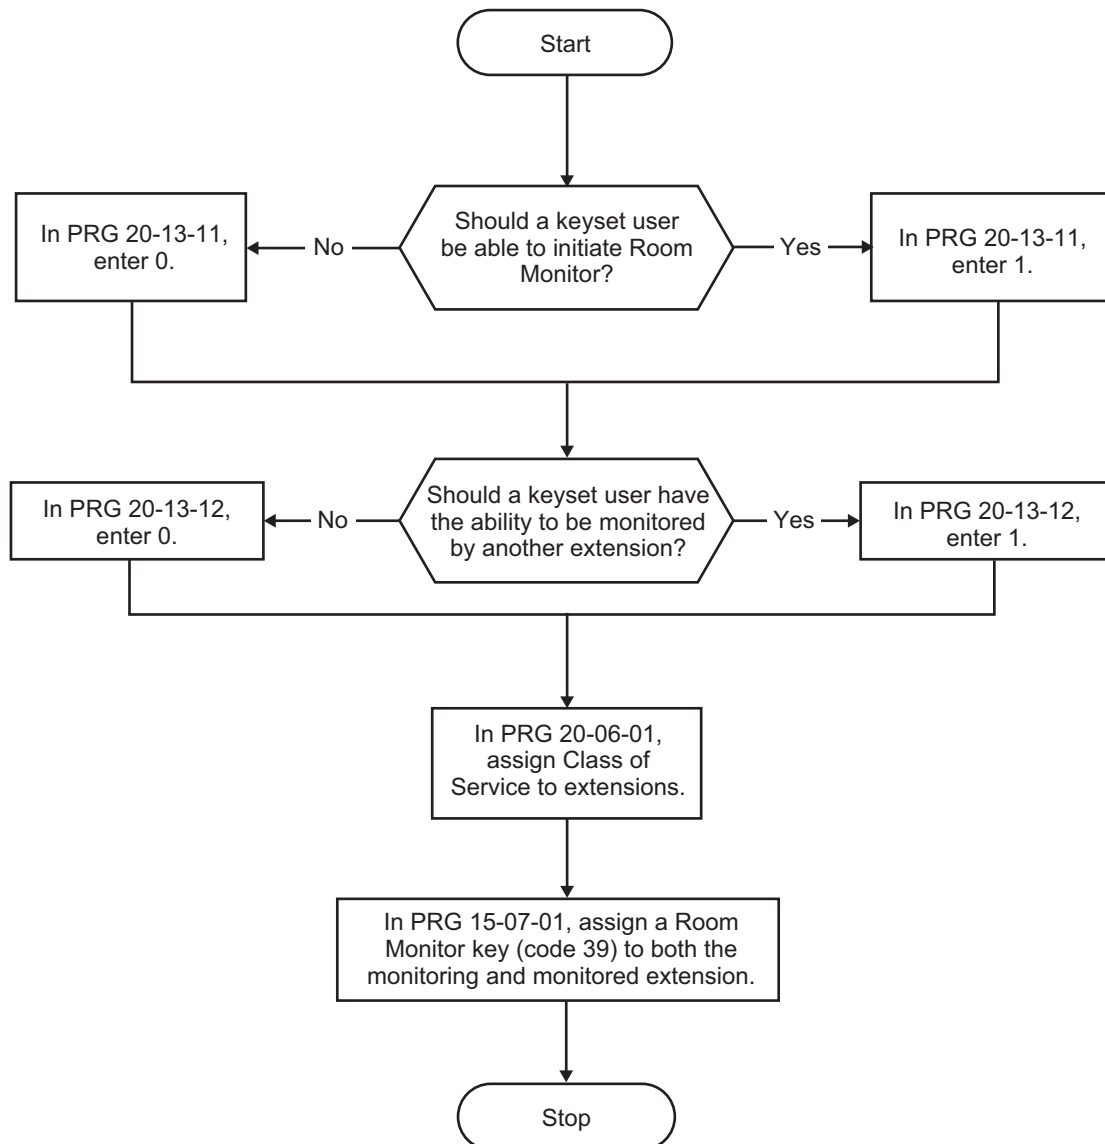 Start
Should a keyset user
be able to initiate Room
Monitor?
No
Yes
In PRG 20-13-11,
enter 0.
In PRG 20-13-11,
enter 1.
Should a keyset user have
the ability to be monitored
by another extension?
No
Yes
In PRG 20-13-12,
enter 0.
In PRG 20-13-12,
enter 1.
In PRG 20-06-01,
assign Class of
Service to extensions.
In PRG 15-07-01, assign a Room
Monitor key (code 39) to both the
monitoring and monitored extension.
Stop